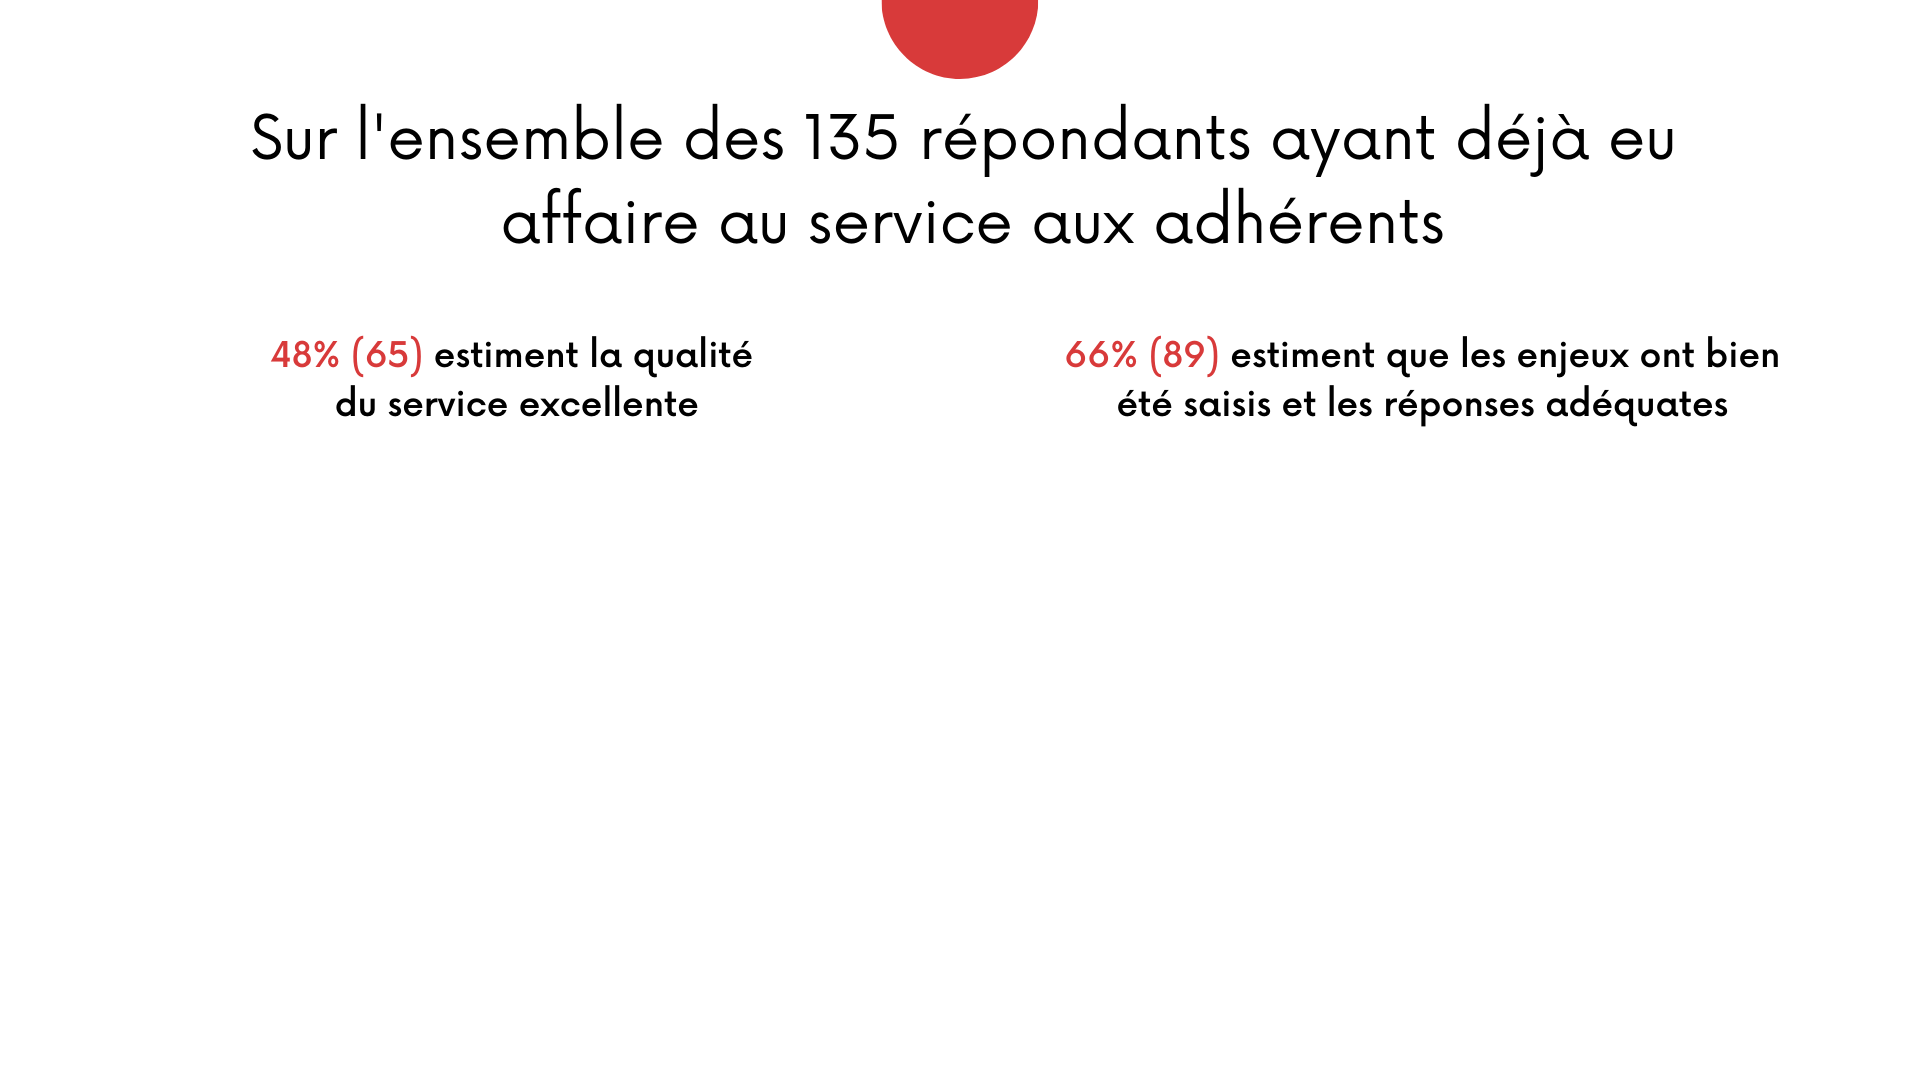 Sur l'ensemble des 135 répondants ayant déjà eu
affaire au service aux adhérents
48% (65) estiment la qualité
du service excellente
66% (89) estiment que les enjeux ont bien
été saisis et les réponses adéquates